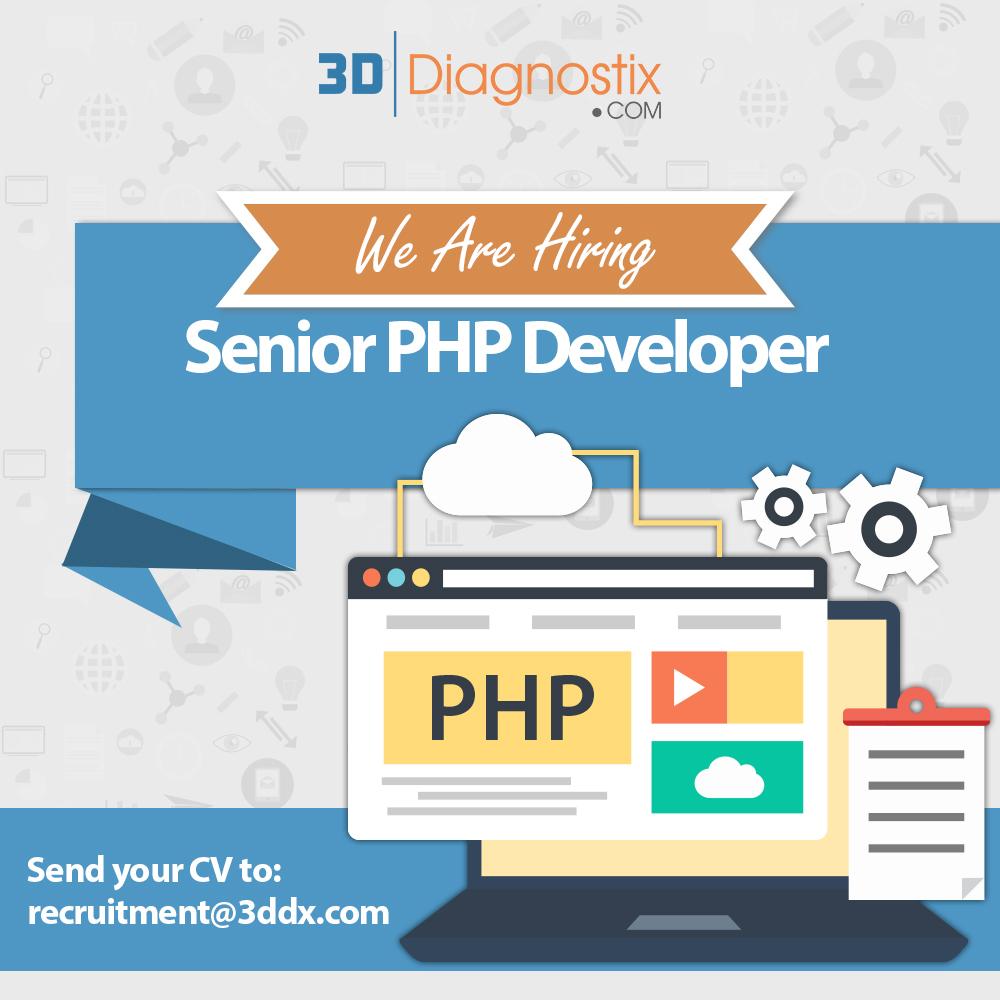 3D Diagnostix
.COM
We Are Hiring
Senior PHP Developer
PHP
Send your CV to:
recruitment@3ddx.com